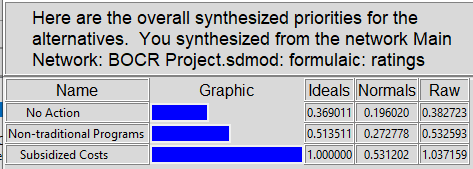 Here are the overall synthesized priorities for the
alternatives. You synthesized from the network Main
Network: BOCR Project.sdmod: formulaic: ratings
Name Graphic Ideals Normals Raw
No Action 0.369011 0.196020 0.382723
Non-traditional Programs 0.513511 0.272778 0.532593
Subsidized Costs 1.000000 0.531202 1.037159